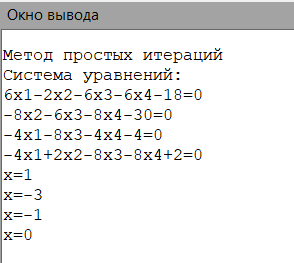 Окно вывода
Метод простых итераций
Система уравнений:
6x1-2x2-6x3-6x4-18=0
-8x2-6x3-8x4-30=0
-4x1-8x3-4x4-4=0
-4x1+2x2-8x3-8x4+2=0
x=1
x=-3
x=-1
x=0